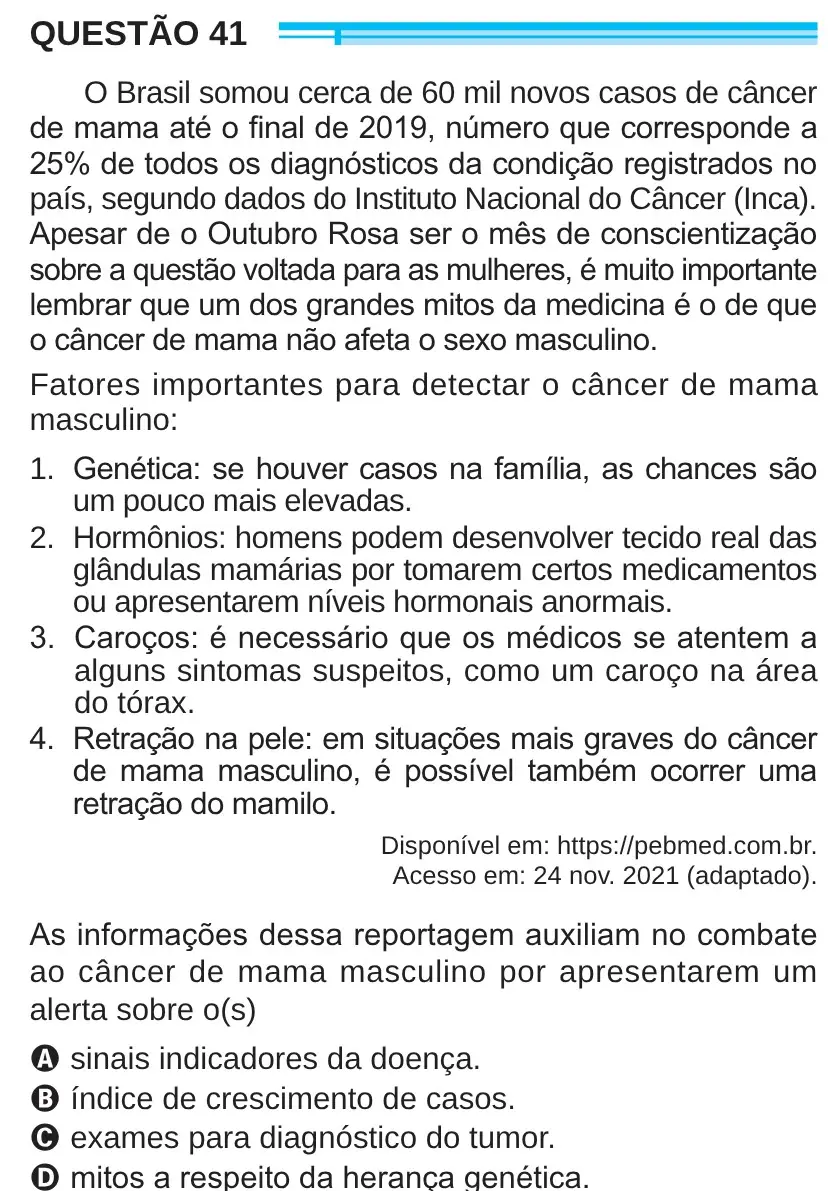 QUESTÃO 41
O Brasil somou cerca de 60 mil novos casos de câncer
de mama até o final de 2019, número que corresponde a
25% de todos os diagnósticos da condição registrados no
país, segundo dados do Instituto Nacional do Câncer (Inca).
Apesar de o Outubro Rosa ser o mês de conscientização
sobre a questão voltada para as mulheres, é muito importante
lembrar que um dos grandes mitos da medicina é o de que
o câncer de mama não afeta o sexo masculino.
Fatores importantes para detectar o câncer de mama
masculino:
1. Genética: se houver casos na família, as chances são
um pouco mais elevadas.
2. Hormônios: homens podem desenvolver tecido real das
glândulas mamárias por tomarem certos medicamentos
ou apresentarem níveis hormonais anormais.
3. Caroços: é necessário que os médicos se atentem a
alguns sintomas suspeitos, como um caroço na área
do tórax.
4. Retração na pele: em situações mais graves do câncer
de mama masculino, é possível também ocorrer uma
retração do mamilo.
Disponível em: https://pebmed.com.br.
Acesso em: 24 nov. 2021 (adaptado).
As informações dessa reportagem auxiliam no combate
ao câncer de mama masculino por apresentarem um
alerta sobre o(s)
A sinais indicadores da doença.
B índice de crescimento de casos.
C exames para diagnóstico do tumor.
D mitos a respeito da herança genética.